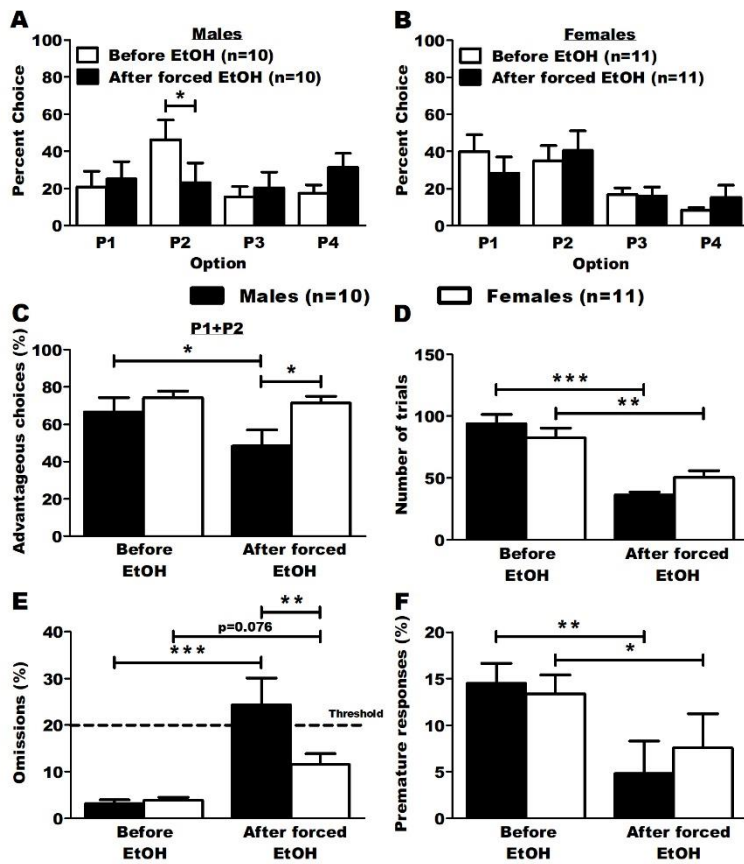 A
Males
Before EtOH (n=10)
After forced EtOH (n=10)
*
Percent Choice
100
80
60
40
20
0
P1 P2 P3 P4
Option
B
Females
Before EtOH (n=11)
After forced EtOH (n=11)
Percent Choice
100
80
60
40
20
0
P1 P2 P3 P4
Option
Males (n=10) Females (n=11)
C
P1+P2
*
*
Advantageous choices (%)
100
80
60
40
20
0
Before
EtOH
After forced
EtOH
D
***
**
Number of trials
150
100
50
0
Before
EtOH
After forced
EtOH
E
**
p=0.076
***
Threshold
Omissions (%)
40
30
20
10
0
Before
EtOH
After forced
EtOH
F
**
*
Premature responses (%)
20
15
10
5
0
Before
EtOH
After forced
EtOH